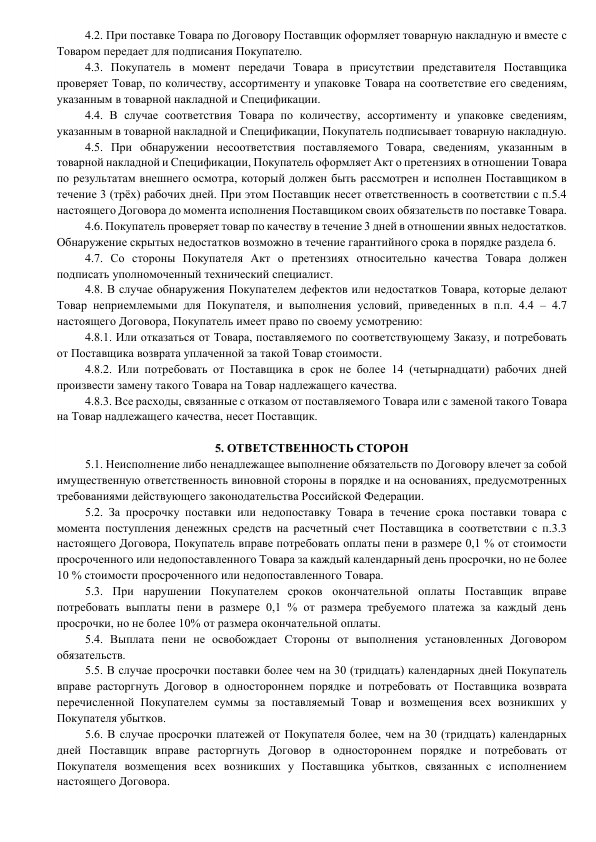 4.2. При поставке Товара по Договору Поставщик оформляет товарную накладную и вместе с
Товаром передает для подписания Покупателю.
4.3. Покупатель в момент передачи Товара в присутствии представителя Поставщика
проверяет Товар, по количеству, ассортименту и упаковке Товара на соответствие его сведениям,
указанным в товарной накладной и Спецификации.
4.4. В случае соответствия Товара по количеству, ассортименту и упаковке сведениям,
указанным в товарной накладной и Спецификации, Покупатель подписывает товарную накладную.
4.5. При обнаружении несоответствия поставляемого Товара, сведениям, указанным в
товарной накладной и Спецификации, Покупатель оформляет Акт о претензиях в отношении Товара
по результатам внешнего осмотра, который должен быть рассмотрен и исполнен Поставщиком в
течение 3 (трёх) рабочих дней. При этом Поставщик несет ответственность в соответствии с п.5.4
настоящего Договора до момента исполнения Поставщиком своих обязательств по поставке Товара.
4.6. Покупатель проверяет товар по качеству в течение 3 дней в отношении явных недостатков.
Обнаружение скрытых недостатков возможно в течение гарантийного срока в порядке раздела 6.
4.7. Со стороны Покупателя Акт о претензиях относительно качества Товара должен
подписать уполномоченный технический специалист.
4.8. В случае обнаружения Покупателем дефектов или недостатков Товара, которые делают
Товар неприемлемыми для Покупателя, и выполнения условий, приведенных в п.п. 4.4 – 4.7
настоящего Договора, Покупатель имеет право по своему усмотрению:
4.8.1. Или отказаться от Товара, поставляемого по соответствующему Заказу, и потребовать
от Поставщика возврата уплаченной за такой Товар стоимости.
4.8.2. Или потребовать от Поставщика в срок не более 14 (четырнадцати) рабочих дней
произвести замену такого Товара на Товар надлежащего качества.
4.8.3. Все расходы, связанные с отказом от поставляемого Товара или с заменой такого Товара
на Товар надлежащего качества, несет Поставщик.
5. ОТВЕТСТВЕННОСТЬ СТОРОН
5.1. Неисполнение либо ненадлежащее выполнение обязательств по Договору влечет за собой
имущественную ответственность виновной стороны в порядке и на основаниях, предусмотренных
требованиями действующего законодательства Российской Федерации.
5.2. За просрочку поставки или недопоставку Товара в течение срока поставки товара с
момента поступления денежных средств на расчетный счет Поставщика в соответствии с п.3.3
настоящего Договора, Покупатель вправе потребовать оплаты пени в размере 0,1 % от стоимости
просроченного или недопоставленного Товара за каждый календарный день просрочки, но не более
10 % стоимости просроченного или недопоставленного Товара.
5.3. При нарушении Покупателем сроков окончательной оплаты Поставщик вправе
потребовать выплаты пени в размере 0,1 % от размера требуемого платежа за каждый день
просрочки, но не более 10% от размера окончательной оплаты.
5.4. Выплата пени не освобождает Стороны от выполнения установленных Договором
обязательств.
5.5. В случае просрочки поставки более чем на 30 (тридцать) календарных дней Покупатель
вправе расторгнуть Договор в одностороннем порядке и потребовать от Поставщика возврата
перечисленной Покупателем суммы за поставляемый Товар и возмещения всех возникших у
Покупателя убытков.
5.6. В случае просрочки платежей от Покупателя более, чем на 30 (тридцать) календарных
дней Поставщик вправе расторгнуть Договор в одностороннем порядке и потребовать от
Покупателя возмещения всех возникших у Поставщика убытков, связанных с исполнением
настоящего Договора.